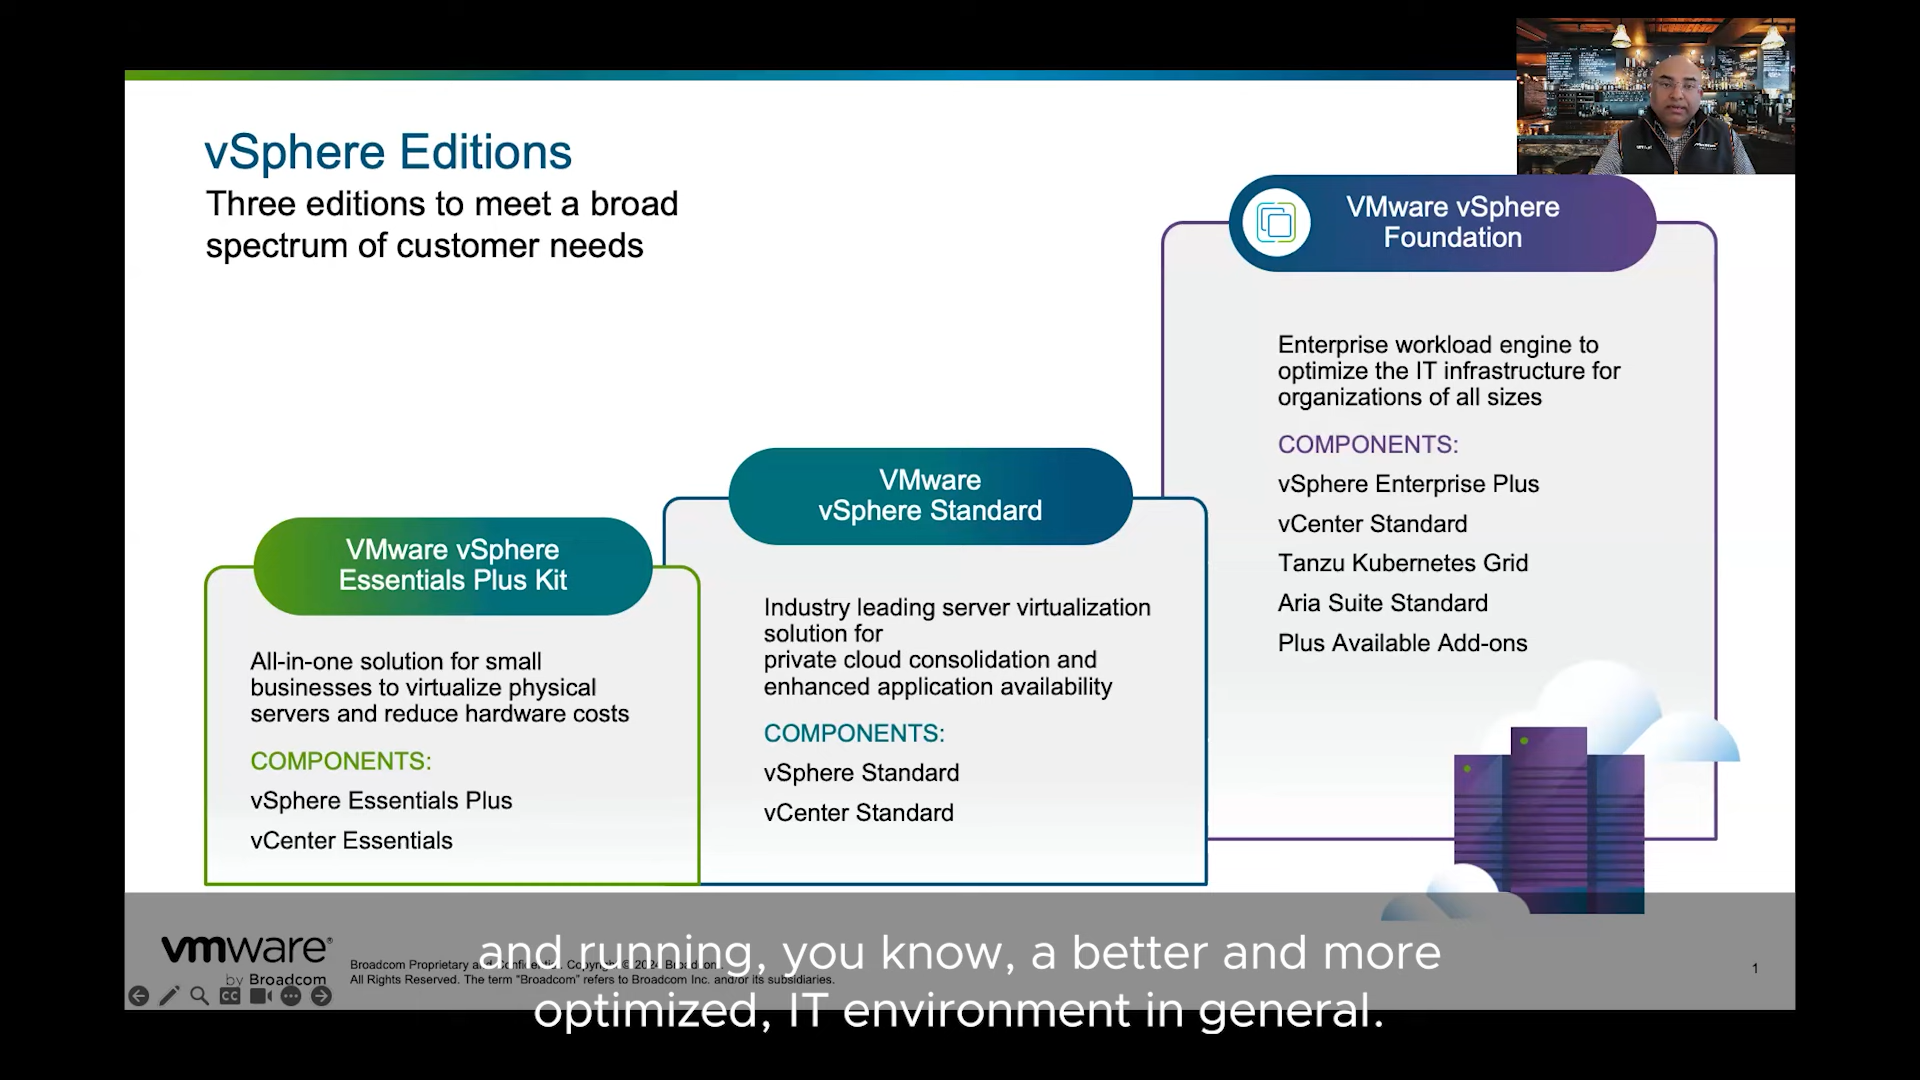 vSphere Editions
Three editions to meet a broad
spectrum of customer needs
VMware vSphere
Essentials Plus Kit
All-in-one solution for small
businesses to virtualize physical
servers and reduce hardware costs
COMPONENTS:
vSphere Essentials Plus
vCenter Essentials
VMware
vSphere Standard
Industry leading server virtualization
solution for
private cloud consolidation and
enhanced application availability
COMPONENTS:
vSphere Standard
vCenter Standard
VMware vSphere
Foundation
Enterprise workload engine to
optimize the IT infrastructure for
organizations of all sizes
COMPONENTS:
vSphere Enterprise Plus
vCenter Standard
Tanzu Kubernetes Grid
Aria Suite Standard
Plus Available Add-ons
vmware®
by Broadcom
Broadcom Proprietary and Confidential. Copyright © 2024 Broadcom.
All Rights Reserved. The term "Broadcom" refers to Broadcom Inc. and/or its subsidiaries.
1
CC
and running, you know, a better and more
optimized, IT environment in general.